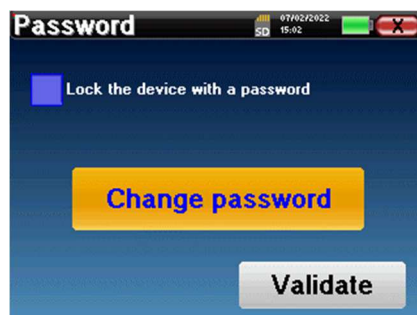 Password
SD
07/02/2022
15:02
X
Lock the device with a password
Change password
Validate